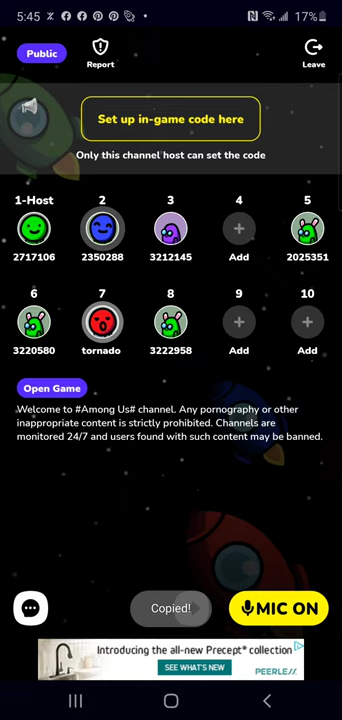 5:45
17%
Public
Report
Leave
Set up in-game code here
Only this channel host can set the code
1-Host 2 3 4 5
2717106 2350288 3212145 Add 2025351
6 7 8 9 10
3220580 tornado 3222958 Add Add
Open Game
Welcome to #Among Us# channel. Any pornography or other
inappropriate content is strictly prohibited. Channels are
monitored 24/7 and users found with such content may be banned.
Copied!
MIC ON
Introducing the all-new Precept® collection
SEE WHAT'S NEW
PEERLESS